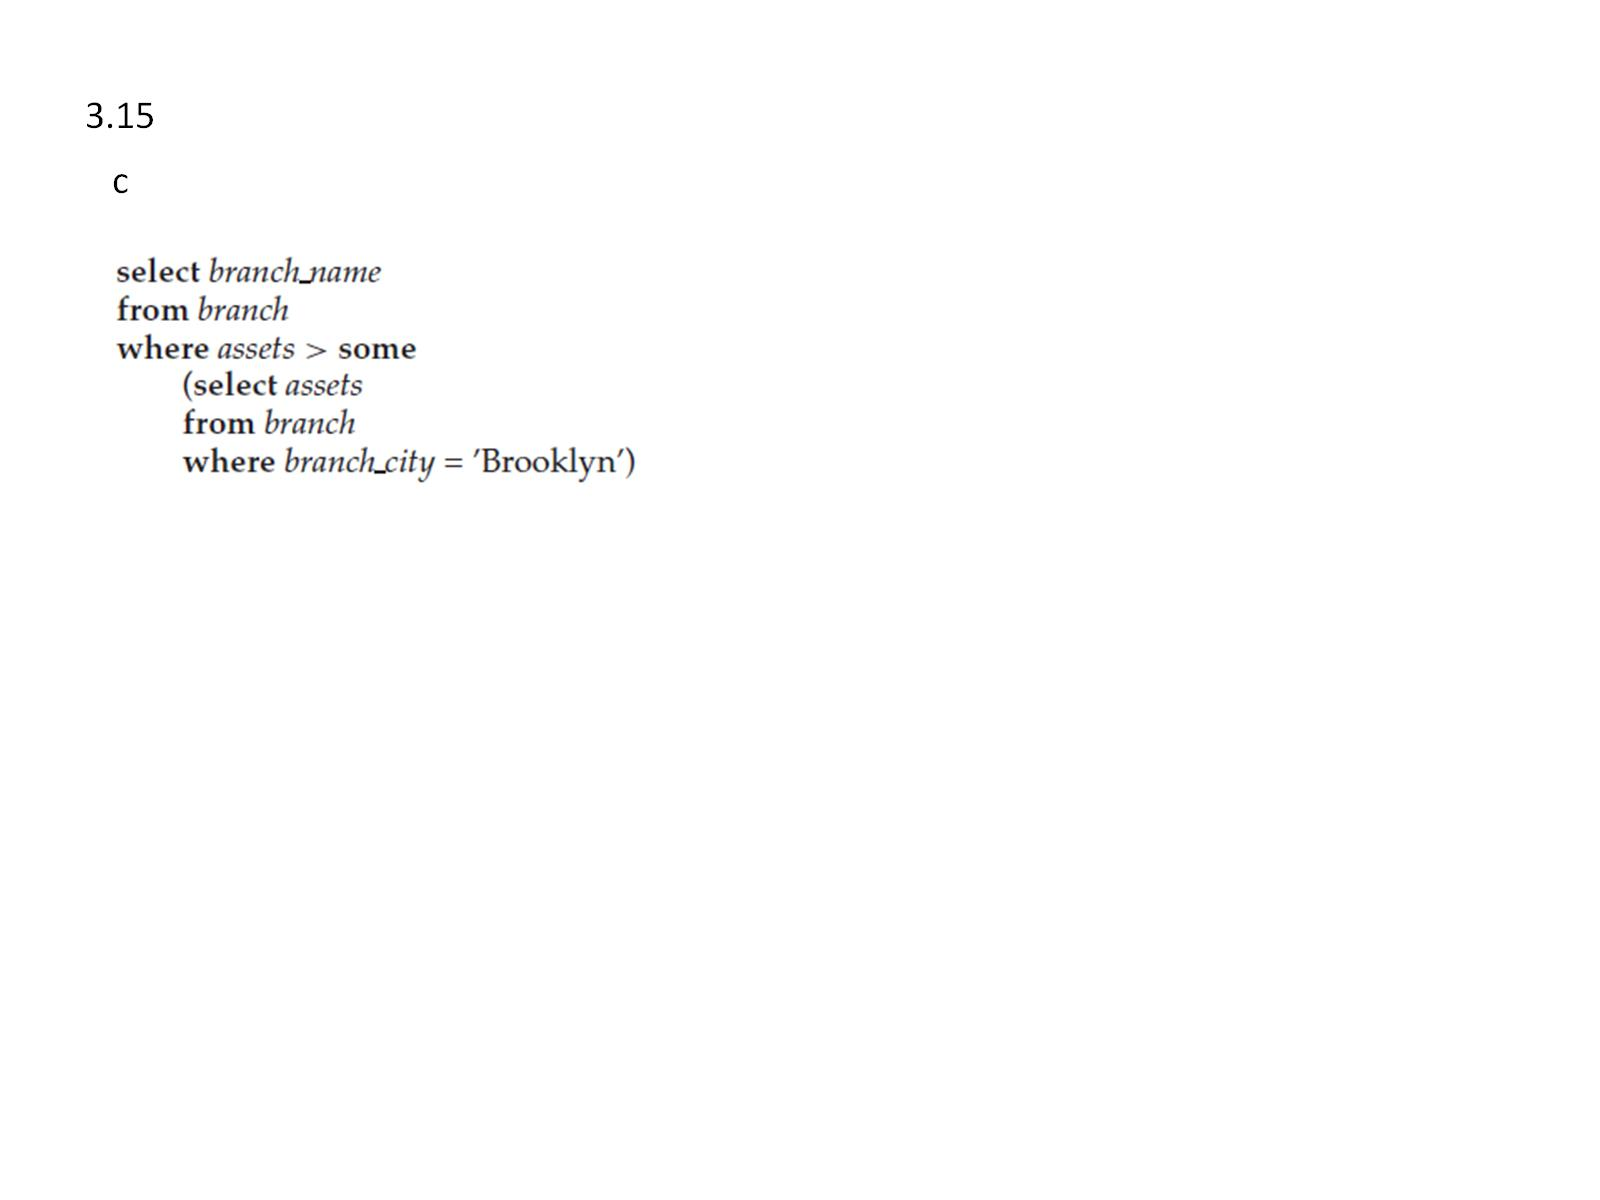 3.15
c
select branch_name
from branch
where assets > some
(select assets
from branch
where branch_city = ′Brooklyn′)